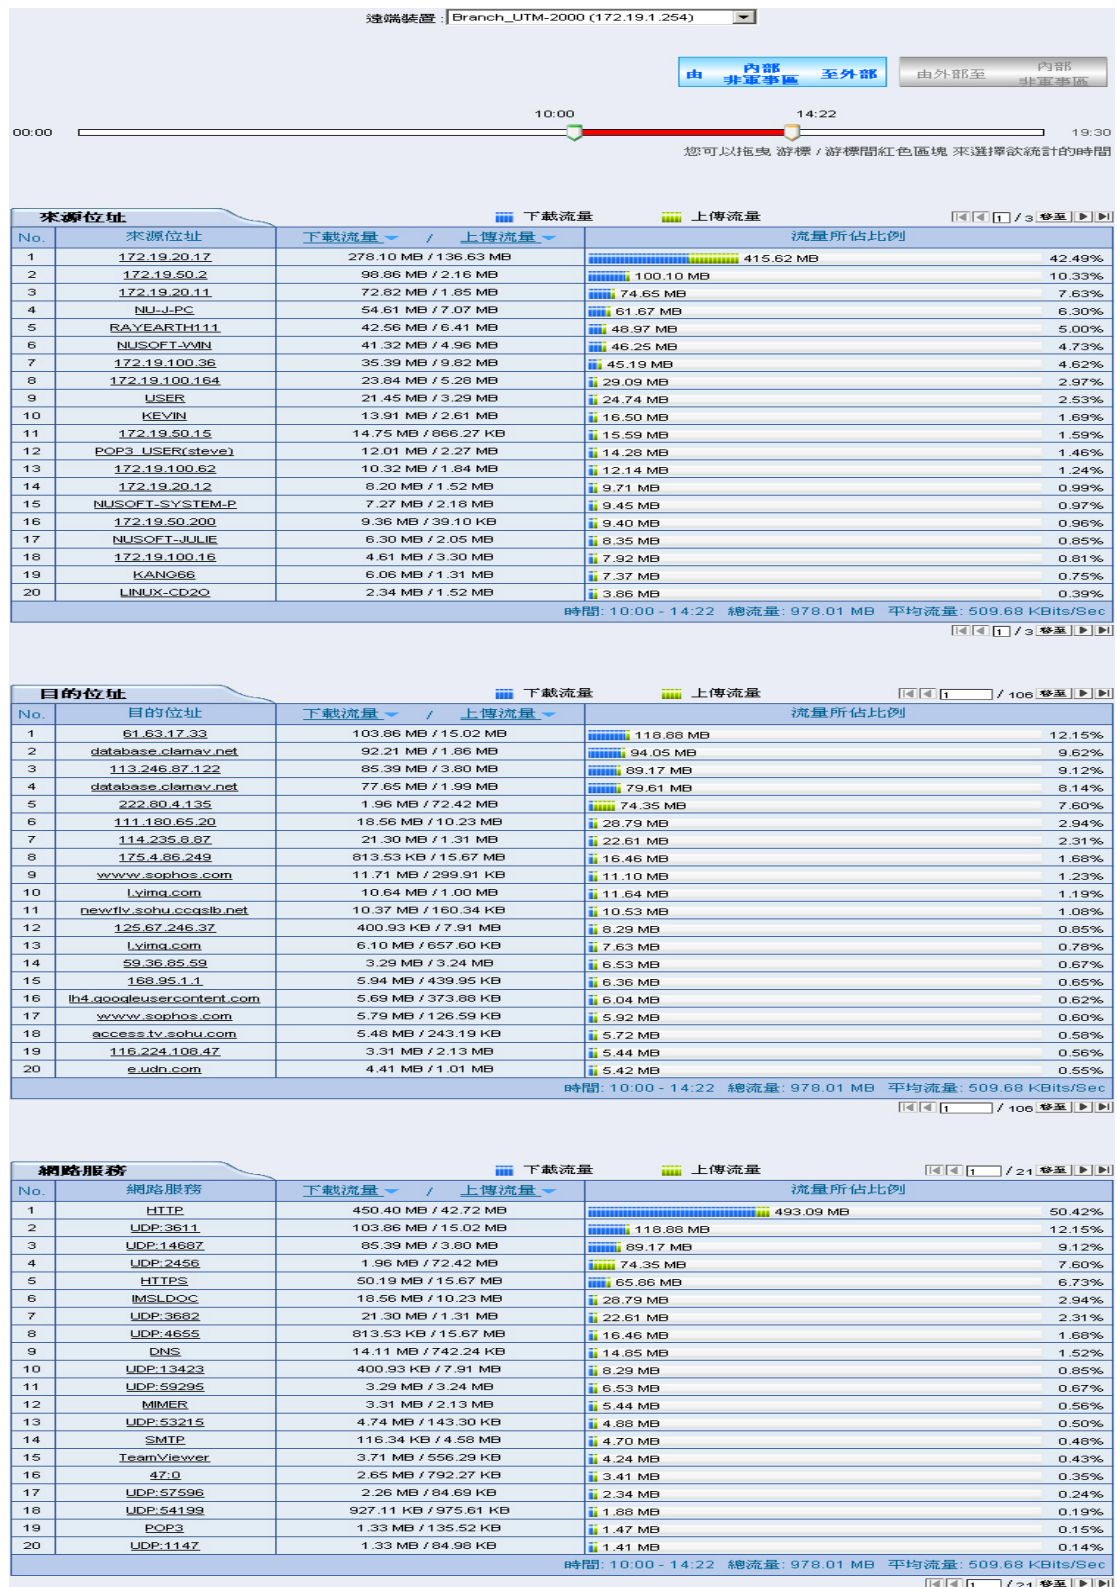 遠端裝置 : Branch_UTM-2000 (172.19.1.254)
由 內部 非軍事區 至外部 由外部至 內部 非軍事區
10:00 14:22
00:00 19:30
您可以拖曳 游標 / 游標間紅色區塊 來選擇欲統計的時間
來源位址 下載流量 上傳流量 1 / 3 移至
No. 來源位址 下載流量 / 上傳流量 流量所佔比例
1 172.19.20.17 278.10 MB / 136.63 MB 415.62 MB 42.49%
2 172.19.50.2 98.86 MB / 2.16 MB 100.10 MB 10.33%
3 172.19.20.11 72.82 MB / 1.85 MB 74.65 MB 7.63%
4 NU-J-PC 54.61 MB / 7.07 MB 61.67 MB 6.30%
5 RAYEARTH111 42.56 MB / 6.41 MB 48.97 MB 5.00%
6 NUSOFT-WIN 41.32 MB / 4.96 MB 46.25 MB 4.73%
7 172.19.100.36 35.39 MB / 9.82 MB 45.19 MB 4.62%
8 172.19.100.164 23.84 MB / 5.28 MB 29.09 MB 2.97%
9 USER 21.45 MB / 3.29 MB 24.74 MB 2.53%
10 KEVIN 13.91 MB / 2.61 MB 16.50 MB 1.69%
11 172.19.50.15 14.75 MB / 866.27 KB 15.59 MB 1.59%
12 POP3_USER(steve) 12.01 MB / 2.27 MB 14.28 MB 1.46%
13 172.19.100.62 10.32 MB / 1.84 MB 12.14 MB 1.24%
14 172.19.20.12 8.20 MB / 1.52 MB 9.71 MB 0.99%
15 NUSOFT-SYSTEM-P 7.27 MB / 2.18 MB 9.45 MB 0.97%
16 172.19.50.200 9.36 MB / 39.10 KB 9.40 MB 0.96%
17 NUSOFT-JULIE 6.30 MB / 2.05 MB 8.35 MB 0.85%
18 172.19.100.16 4.61 MB / 3.30 MB 7.92 MB 0.81%
19 KANG66 6.06 MB / 1.31 MB 7.37 MB 0.75%
20 LINUX-CD2O 2.34 MB / 1.52 MB 3.86 MB 0.39%
時間: 10:00 - 14:22 總流量: 978.01 MB 平均流量: 509.68 KBits/Sec
1 / 3 移至
目的位址 下載流量 上傳流量 1 / 106 移至
No. 目的位址 下載流量 / 上傳流量 流量所佔比例
1 61.63.17.33 103.86 MB / 15.02 MB 118.88 MB 12.15%
2 database.clamav.net 92.21 MB / 1.86 MB 94.05 MB 9.62%
3 113.246.87.122 85.39 MB / 3.80 MB 89.17 MB 9.12%
4 database.clamav.net 77.65 MB / 1.99 MB 79.61 MB 8.14%
5 222.80.4.135 1.96 MB / 72.42 MB 74.35 MB 7.60%
6 111.180.65.20 18.56 MB / 10.23 MB 28.79 MB 2.94%
7 114.235.8.87 21.30 MB / 1.31 MB 22.61 MB 2.31%
8 175.4.86.249 813.53 KB / 15.67 MB 16.46 MB 1.68%
9 www.sophos.com 11.71 MB / 299.91 KB 11.10 MB 1.23%
10 l.yimg.com 10.64 MB / 1.00 MB 11.64 MB 1.19%
11 newflv.sohu.ccgslb.net 10.37 MB / 160.34 KB 10.53 MB 1.08%
12 125.67.246.37 400.93 KB / 7.91 MB 8.29 MB 0.85%
13 l.yimg.com 6.10 MB / 657.60 KB 7.63 MB 0.78%
14 59.36.85.59 3.29 MB / 3.24 MB 6.53 MB 0.67%
15 168.95.1.1 5.94 MB / 439.95 KB 6.36 MB 0.65%
16 lh4.googleusercontent.com 5.69 MB / 373.88 KB 6.04 MB 0.62%
17 www.sophos.com 5.79 MB / 126.59 KB 5.92 MB 0.60%
18 access.tv.sohu.com 5.48 MB / 243.19 KB 5.72 MB 0.58%
19 116.224.108.47 3.31 MB / 2.13 MB 5.44 MB 0.56%
20 e.udn.com 4.41 MB / 1.01 MB 5.42 MB 0.55%
時間: 10:00 - 14:22 總流量: 978.01 MB 平均流量: 509.68 KBits/Sec
1 / 106 移至
網路服務 下載流量 上傳流量 1 / 21 移至
No. 網路服務 下載流量 / 上傳流量 流量所佔比例
1 HTTP 450.40 MB / 42.72 MB 493.09 MB 50.42%
2 UDP:3611 103.86 MB / 15.02 MB 118.88 MB 12.15%
3 UDP:14687 85.39 MB / 3.80 MB 89.17 MB 9.12%
4 UDP:2456 1.96 MB / 72.42 MB 74.35 MB 7.60%
5 HTTPS 50.19 MB / 15.67 MB 65.86 MB 6.73%
6 IMSLDOC 18.56 MB / 10.23 MB 28.79 MB 2.94%
7 UDP:3682 21.30 MB / 1.31 MB 22.61 MB 2.31%
8 UDP:4655 813.53 KB / 15.67 MB 16.46 MB 1.68%
9 DNS 14.11 MB / 742.24 KB 14.85 MB 1.52%
10 UDP:13423 400.93 KB / 7.91 MB 8.29 MB 0.85%
11 UDP:59295 3.29 MB / 3.24 MB 6.53 MB 0.67%
12 MIMER 3.31 MB / 2.13 MB 5.44 MB 0.56%
13 UDP:53215 4.74 MB / 143.30 KB 4.88 MB 0.50%
14 SMTP 116.34 KB / 4.58 MB 4.70 MB 0.48%
15 TeamViewer 3.71 MB / 556.29 KB 4.24 MB 0.43%
16 47:0 2.65 MB / 792.27 KB 3.41 MB 0.35%
17 UDP:57596 2.26 MB / 84.69 KB 2.34 MB 0.24%
18 UDP:54199 927.11 KB / 975.61 KB 1.88 MB 0.19%
19 POP3 1.33 MB / 135.52 KB 1.47 MB 0.15%
20 UDP:1147 1.33 MB / 84.98 KB 1.41 MB 0.14%
時間: 10:00 - 14:22 總流量: 978.01 MB 平均流量: 509.68 KBits/Sec
1 / 21 移至